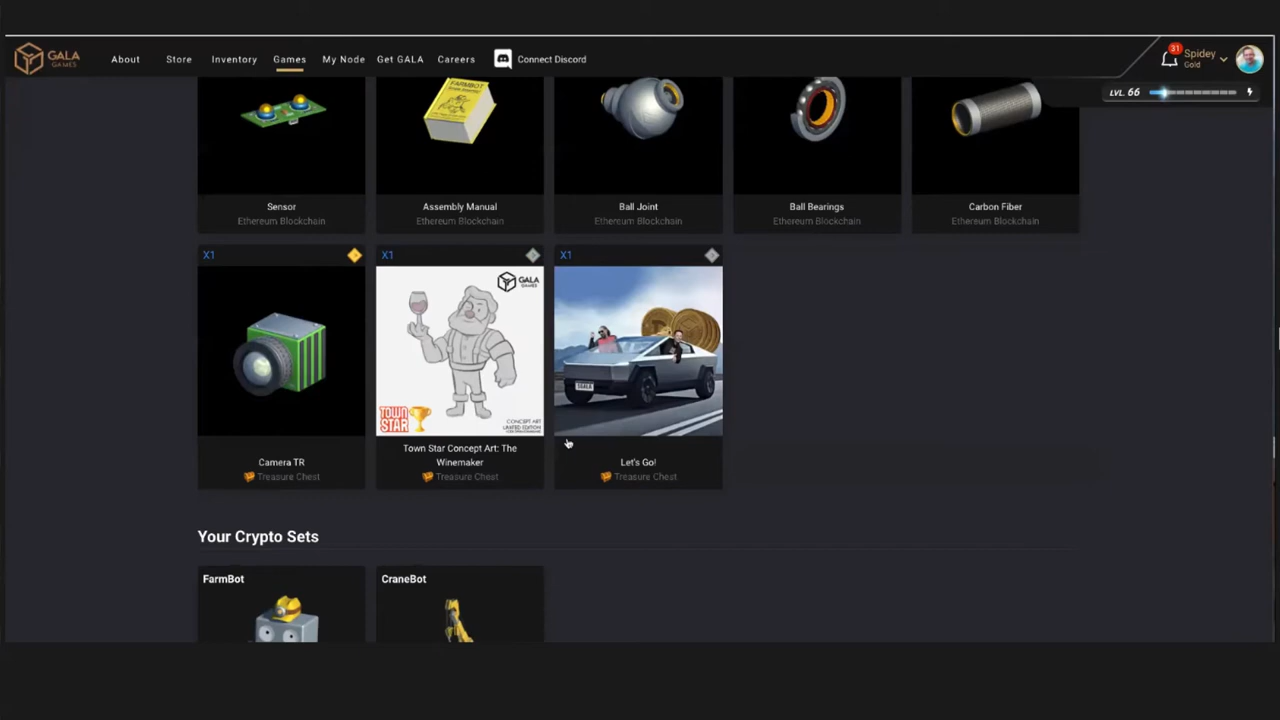 GALA
GAMES
About
Store
Inventory
Games
My Node
Get GALA
Careers
Connect Discord
31
Spidey
Gold
LVL. 66
FARMBOT
Sensor
Ethereum Blockchain
Assembly Manual
Ethereum Blockchain
Ball Joint
Ethereum Blockchain
Ball Bearings
Ethereum Blockchain
Carbon Fiber
Ethereum Blockchain
X1
Camera TR
Treasure Chest
X1
GALA
GAMES
TOWN
STAR
CONCEPT ART
Town Star Concept Art: The
Winemaker
Treasure Chest
X1
Let's Go!
Treasure Chest
Your Crypto Sets
FarmBot
CraneBot